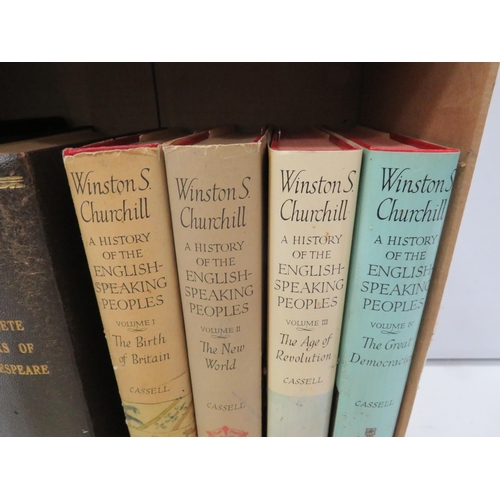 WINSTON S.
CHURCHILL
A HISTORY
OF THE
ENGLISH-
SPEAKING
PEOPLES
VOLUME I
The Birth
of Britain
CASSELL
WINSTON S.
CHURCHILL
A HISTORY
OF THE
ENGLISH-
SPEAKING
PEOPLES
VOLUME II
The New
World
CASSELL
WINSTON S.
CHURCHILL
A HISTORY
OF THE
ENGLISH-
SPEAKING
PEOPLES
VOLUME III
The Age of
Revolution
CASSELL
WINSTON S.
CHURCHILL
A HISTORY
OF THE
ENGLISH-
SPEAKING
PEOPLES
VOLUME IV
The Great
Democracies
CASSELL
OF